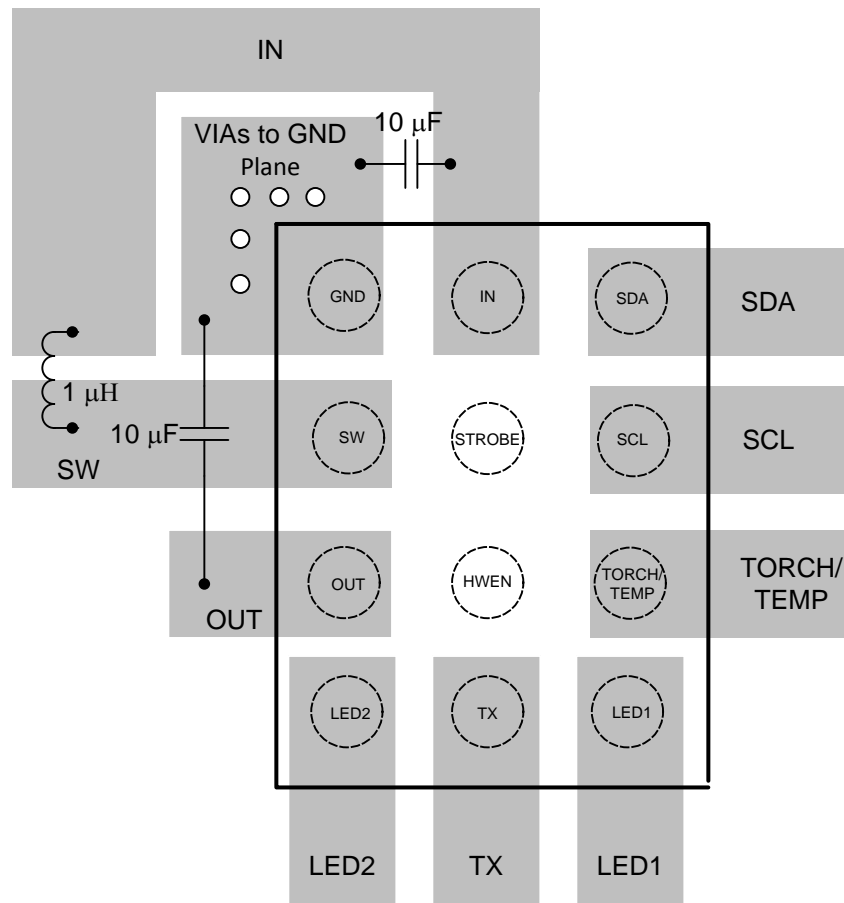 IN
10 μF
VIAs to GND
Plane
GND
IN
SDA
SDA
1 μH
10 μF
SW
SW
STROBE
SCL
SCL
OUT
OUT
HWEN
TORCH/
TEMP
TORCH/
TEMP
LED2
TX
LED1
LED2
TX
LED1